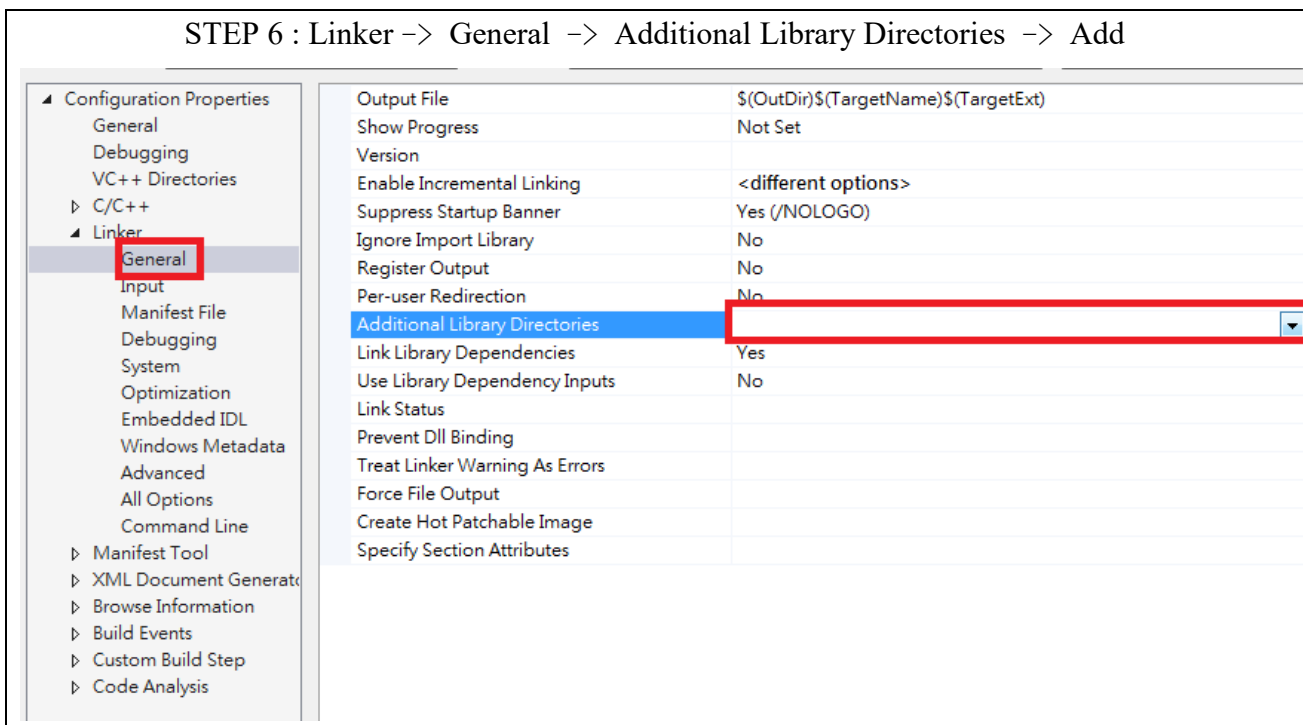 STEP 6 : Linker -> General -> Additional Library Directories -> Add
Configuration Properties
General
Debugging
VC++ Directories
C/C++
Linker
General
Input
Manifest File
Debugging
System
Optimization
Embedded IDL
Windows Metadata
Advanced
All Options
Command Line
Manifest Tool
XML Document Generato
Browse Information
Build Events
Custom Build Step
Code Analysis
Output File $(OutDir)$(TargetName)$(TargetExt)
Show Progress Not Set
Version
Enable Incremental Linking <different options>
Suppress Startup Banner Yes (/NOLOGO)
Ignore Import Library No
Register Output No
Per-user Redirection No
Additional Library Directories
Link Library Dependencies Yes
Use Library Dependency Inputs No
Link Status
Prevent Dll Binding
Treat Linker Warning As Errors
Force File Output
Create Hot Patchable Image
Specify Section Attributes